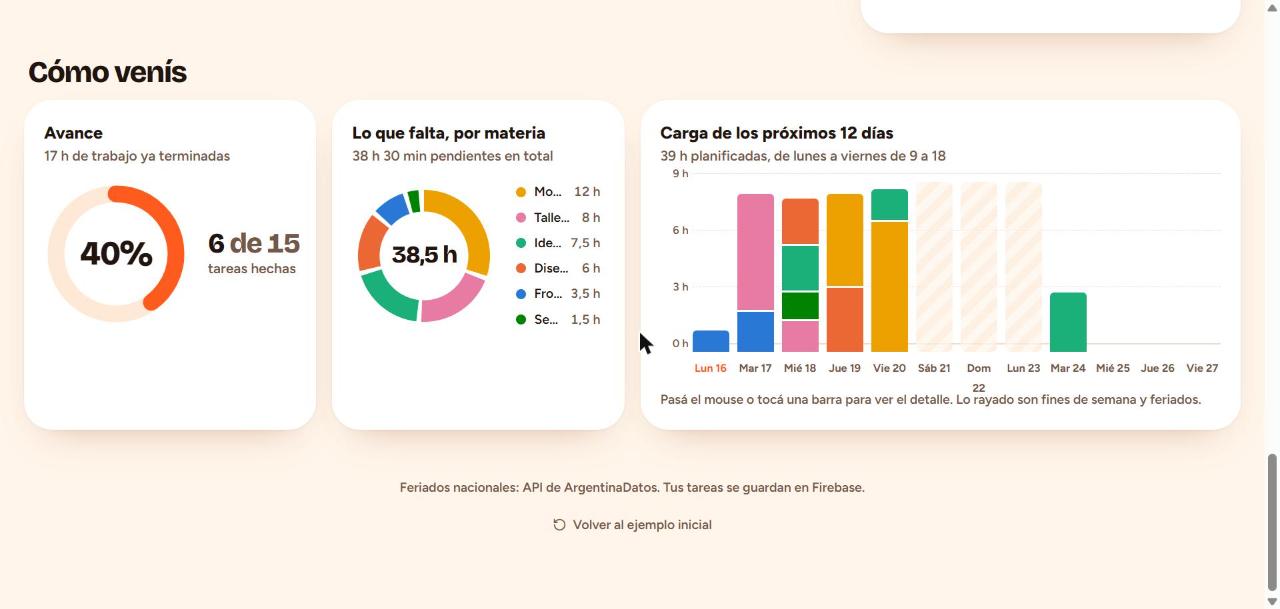 Cómo venís
Avance
17 h de trabajo ya terminadas
40%
6 de 15
tareas hechas
Lo que falta, por materia
38 h 30 min pendientes en total
38,5 h
Mo... 12 h
Talle... 8 h
Ide... 7,5 h
Dise... 6 h
Fro... 3,5 h
Se... 1,5 h
Carga de los próximos 12 días
39 h planificadas, de lunes a viernes de 9 a 18
9 h
6 h
3 h
0 h
Lun 16 Mar 17 Mié 18 Jue 19 Vie 20 Sáb 21 Dom 22 Lun 23 Mar 24 Mié 25 Jue 26 Vie 27
Pasá el mouse o tocá una barra para ver el detalle. Lo rayado son fines de semana y feriados.
Feriados nacionales: API de ArgentinaDatos. Tus tareas se guardan en Firebase.
Volver al ejemplo inicial